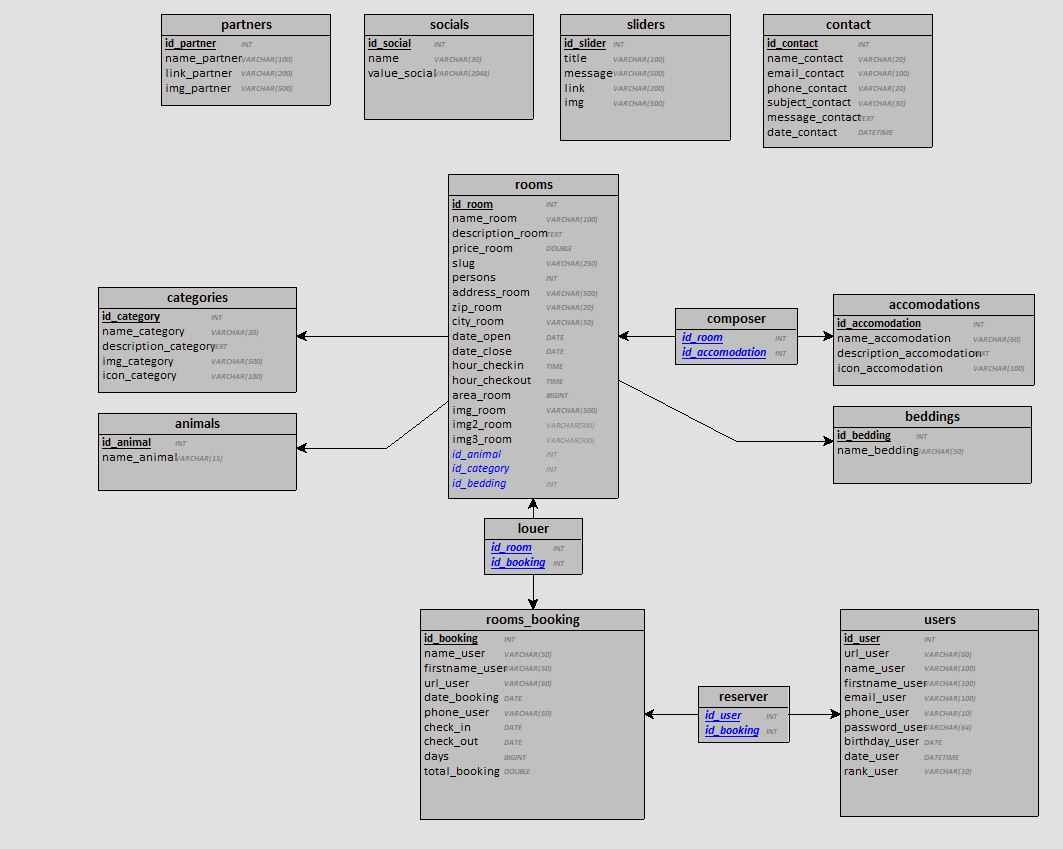 partners
id_partner INT
name_partner VARCHAR(100)
link_partner VARCHAR(200)
img_partner VARCHAR(500)
socials
id_social INT
name VARCHAR(30)
value_social VARCHAR(2048)
sliders
id_slider INT
title VARCHAR(100)
message VARCHAR(500)
link VARCHAR(200)
img VARCHAR(500)
contact
id_contact INT
name_contact VARCHAR(20)
email_contact VARCHAR(100)
phone_contact VARCHAR(20)
subject_contact VARCHAR(30)
message_contact TEXT
date_contact DATETIME
rooms
id_room INT
name_room VARCHAR(100)
description_room TEXT
price_room DOUBLE
slug VARCHAR(250)
persons INT
address_room VARCHAR(500)
zip_room VARCHAR(20)
city_room VARCHAR(50)
date_open DATE
date_close DATE
hour_checkin TIME
hour_checkout TIME
area_room BIGINT
img_room VARCHAR(500)
img2_room VARCHAR(500)
img3_room VARCHAR(500)
id_animal INT
id_category INT
id_bedding INT
categories
id_category INT
name_category VARCHAR(30)
description_category TEXT
img_category VARCHAR(500)
icon_category VARCHAR(100)
animals
id_animal INT
name_animal VARCHAR(15)
composer
id_room INT
id_accomodation INT
accomodations
id_accomodation INT
name_accomodation VARCHAR(60)
description_accomodation TEXT
icon_accomodation VARCHAR(100)
beddings
id_bedding INT
name_bedding VARCHAR(50)
louer
id_room INT
id_booking INT
rooms_booking
id_booking INT
name_user VARCHAR(50)
firstname_user VARCHAR(50)
url_user VARCHAR(60)
date_booking DATE
phone_user VARCHAR(50)
check_in DATE
check_out DATE
days BIGINT
total_booking DOUBLE
reserver
id_user INT
id_booking INT
users
id_user INT
url_user VARCHAR(60)
name_user VARCHAR(100)
firstname_user VARCHAR(100)
email_user VARCHAR(100)
phone_user VARCHAR(10)
password_user VARCHAR(64)
birthday_user DATE
date_user DATETIME
rank_user VARCHAR(10)